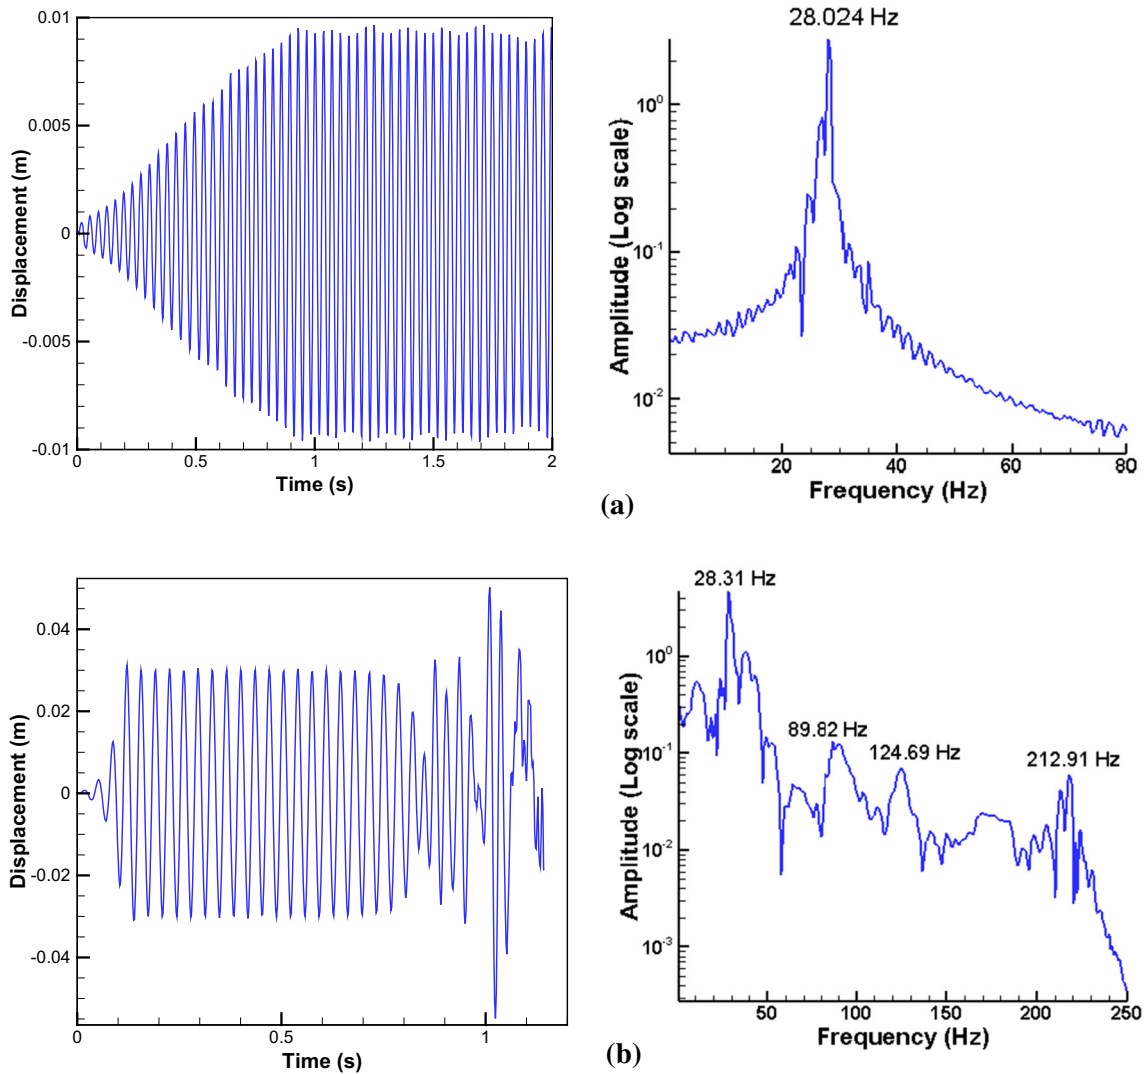 0.01
0.005
0
-0.005
-0.01
Displacement (m)
0 0.5 1 1.5 2
Time (s)
28.024 Hz
10⁰
10⁻¹
10⁻²
Amplitude (Log scale)
20 40 60 80
Frequency (Hz)
(a)
0.04
0.02
0
-0.02
-0.04
Displacement (m)
0 0.5 1
Time (s)
28.31 Hz
89.82 Hz
124.69 Hz
212.91 Hz
10⁰
10⁻¹
10⁻²
10⁻³
Amplitude (Log scale)
50 100 150 200 250
Frequency (Hz)
(b)